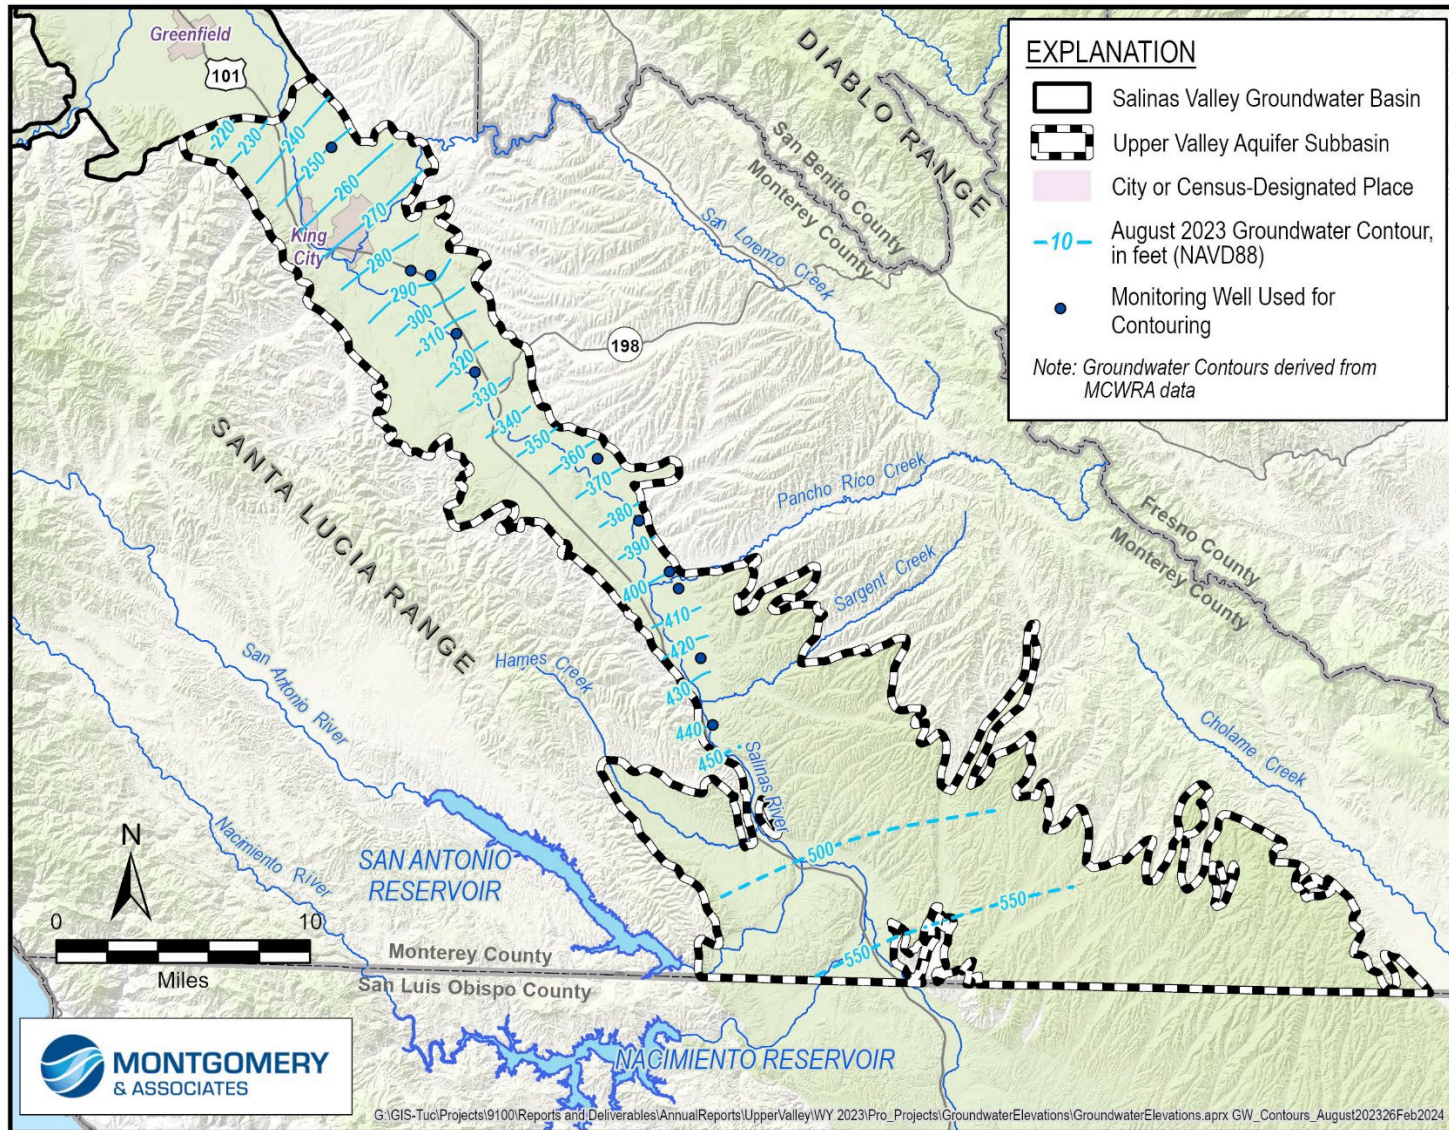 Greenfield
101
DIABLO RANGE
San Benito County
Monterey County
EXPLANATION
Salinas Valley Groundwater Basin
Upper Valley Aquifer Subbasin
City or Census-Designated Place
10
August 2023 Groundwater Contour,
in feet (NAVD88)
Monitoring Well Used for
Contouring
Note: Groundwater Contours derived from
MCWRA data
220
230
240
250
260
270
King
City
280
290
300
310
320
330
340
350
360
370
380
390
400
410
420
430
440
450
500
550
550
San Lorenzo Creek
198
SANTA LUCIA RANGE
Pancho Rico Creek
Sargent Creek
Fresno County
Monterey County
Hames Creek
San Antonio River
Salinas River
Cholame Creek
Nacimiento River
N
0 10
Miles
SAN ANTONIO
RESERVOIR
Monterey County
San Luis Obispo County
NACIMIENTO RESERVOIR
MONTGOMERY
& ASSOCIATES
G:\GIS-Tuc\Projects\9100\Reports and Deliverables\AnnualReports\UpperValley\WY 2023\Pro_Projects\GroundwaterElevations\GroundwaterElevations.aprx GW_Contours_August202326Feb2024